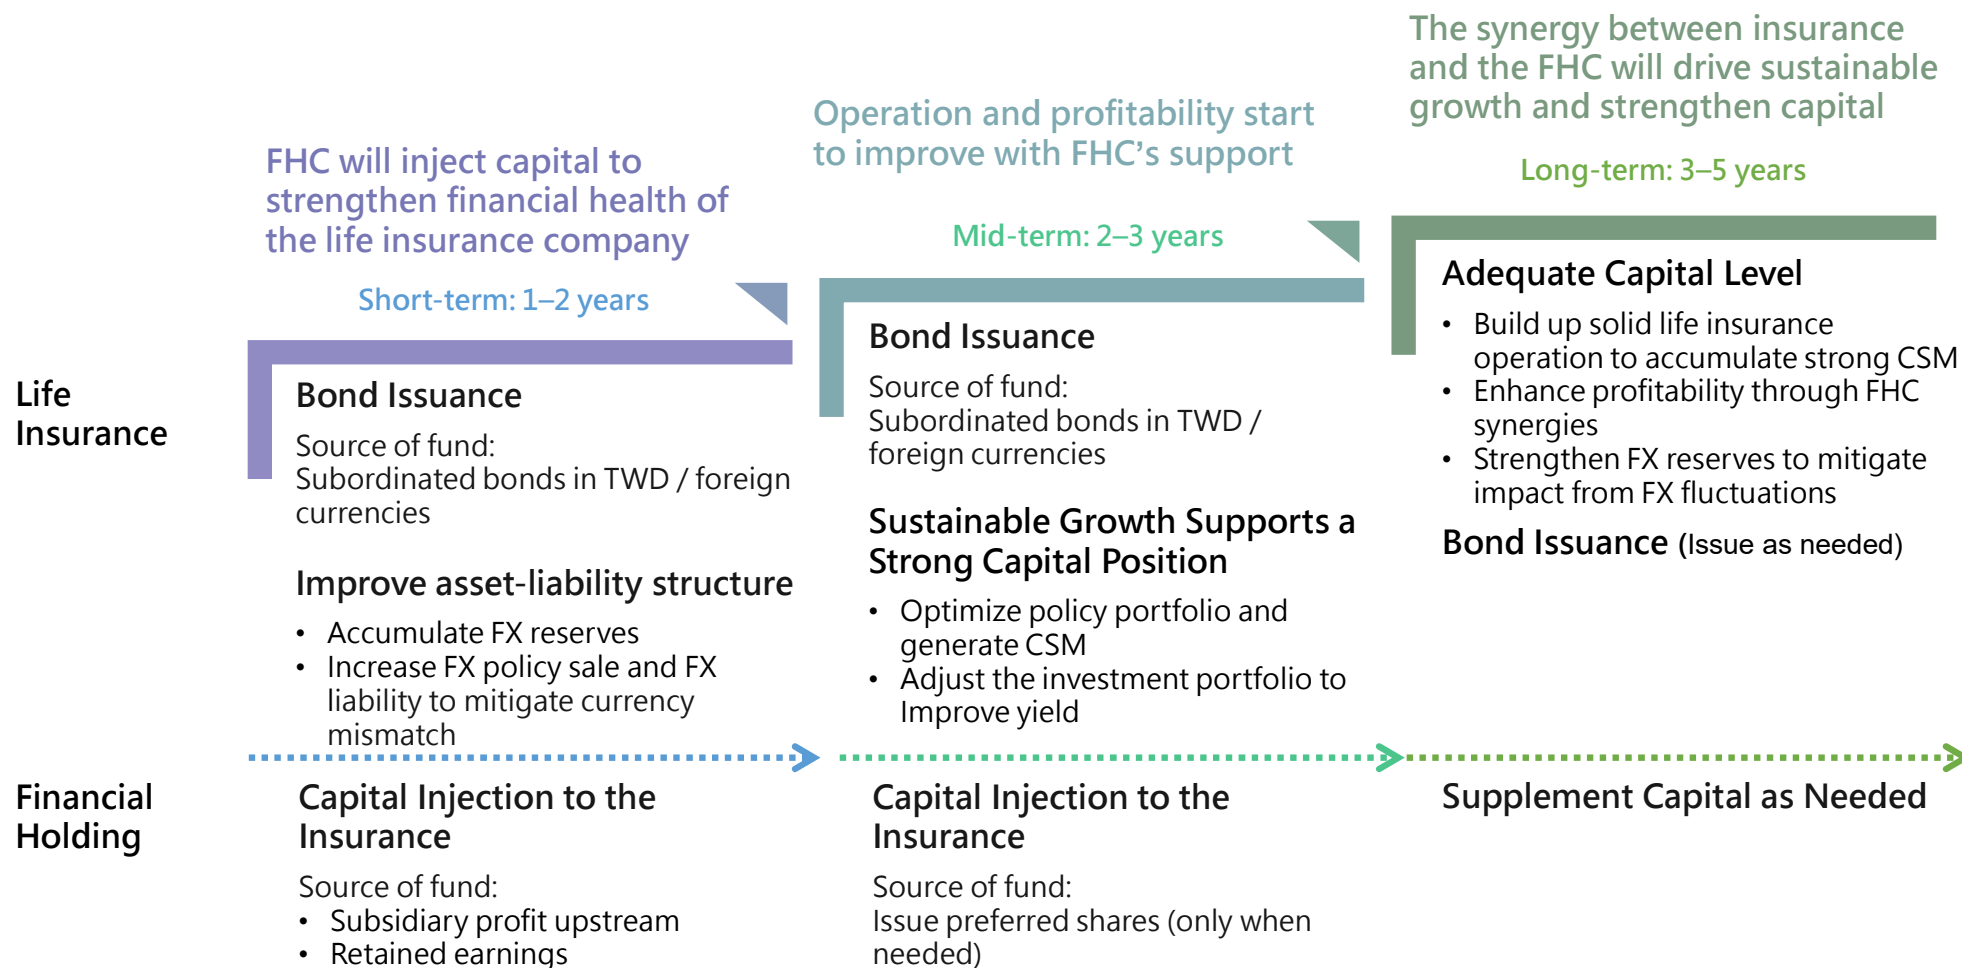 The synergy between insurance
and the FHC will drive sustainable
growth and strengthen capital
Operation and profitability start
to improve with FHC's support
FHC will inject capital to
strengthen financial health of
the life insurance company
Long-term: 3–5 years
Mid-term: 2–3 years
Short-term: 1–2 years
Life
Insurance
Bond Issuance
Source of fund:
Subordinated bonds in TWD / foreign
currencies
Improve asset-liability structure
• Accumulate FX reserves
• Increase FX policy sale and FX
liability to mitigate currency
mismatch
Bond Issuance
Source of fund:
Subordinated bonds in TWD /
foreign currencies
Sustainable Growth Supports a
Strong Capital Position
• Optimize policy portfolio and
generate CSM
• Adjust the investment portfolio to
Improve yield
Adequate Capital Level
• Build up solid life insurance
operation to accumulate strong CSM
• Enhance profitability through FHC
synergies
• Strengthen FX reserves to mitigate
impact from FX fluctuations
Bond Issuance (Issue as needed)
Financial
Holding
Capital Injection to the
Insurance
Source of fund:
• Subsidiary profit upstream
• Retained earnings
Capital Injection to the
Insurance
Source of fund:
Issue preferred shares (only when
needed)
Supplement Capital as Needed